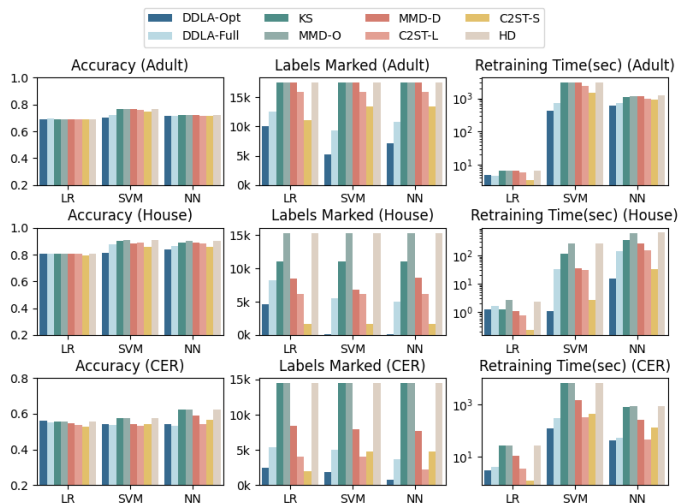 DDLA-Opt KS MMD-D C2ST-S
DDLA-Full MMD-O C2ST-L HD
Accuracy (Adult) Labels Marked (Adult) Retraining Time(sec) (Adult)
1.0 0.8 0.6 0.4 0.2
15k 10k 5k 0k
10³ 10² 10¹
LR SVM NN LR SVM NN LR SVM NN
Accuracy (House) Labels Marked (House) Retraining Time(sec) (House)
1.0 0.8 0.6 0.4 0.2
15k 10k 5k 0k
10² 10¹ 10⁰
LR SVM NN LR SVM NN LR SVM NN
Accuracy (CER) Labels Marked (CER) Retraining Time(sec) (CER)
0.8 0.6 0.4 0.2
15k 10k 5k 0k
10³ 10¹
LR SVM NN LR SVM NN LR SVM NN